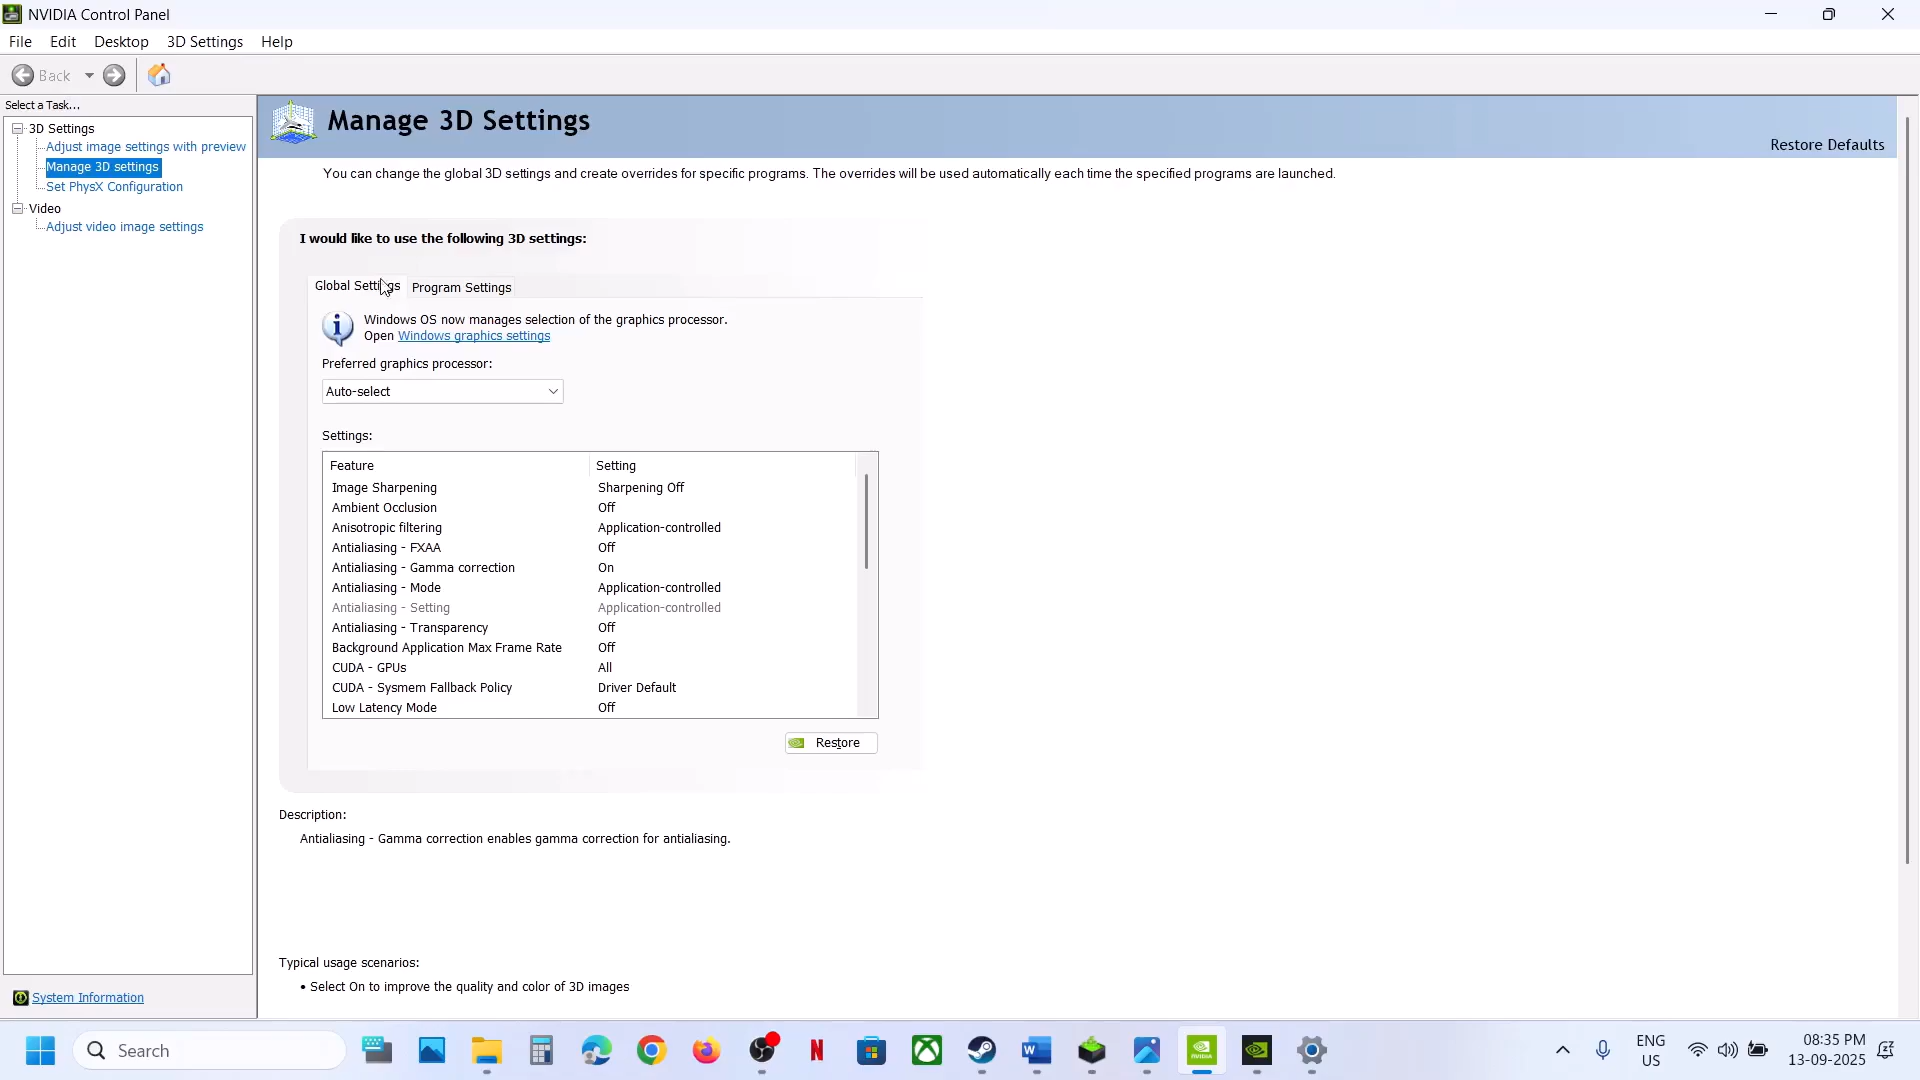 NVIDIA Control Panel
File Edit Desktop 3D Settings Help
Back
Select a Task...
3D Settings
Adjust image settings with preview
Manage 3D settings
Set PhysX Configuration
Video
Adjust video image settings
System Information
Manage 3D Settings
Restore Defaults
You can change the global 3D settings and create overrides for specific programs. The overrides will be used automatically each time the specified programs are launched.
I would like to use the following 3D settings:
Global Settings Program Settings
Windows OS now manages selection of the graphics processor.
Open Windows graphics settings
Preferred graphics processor:
Auto-select
Settings:
Feature Setting
Image Sharpening Sharpening Off
Ambient Occlusion Off
Anisotropic filtering Application-controlled
Antialiasing - FXAA Off
Antialiasing - Gamma correction On
Antialiasing - Mode Application-controlled
Antialiasing - Setting Application-controlled
Antialiasing - Transparency Off
Background Application Max Frame Rate Off
CUDA - GPUs All
CUDA - Sysmem Fallback Policy Driver Default
Low Latency Mode Off
Restore
Description:
Antialiasing - Gamma correction enables gamma correction for antialiasing.
Typical usage scenarios:
• Select On to improve the quality and color of 3D images
Search
N
W
ENG
US
08:35 PM
13-09-2025